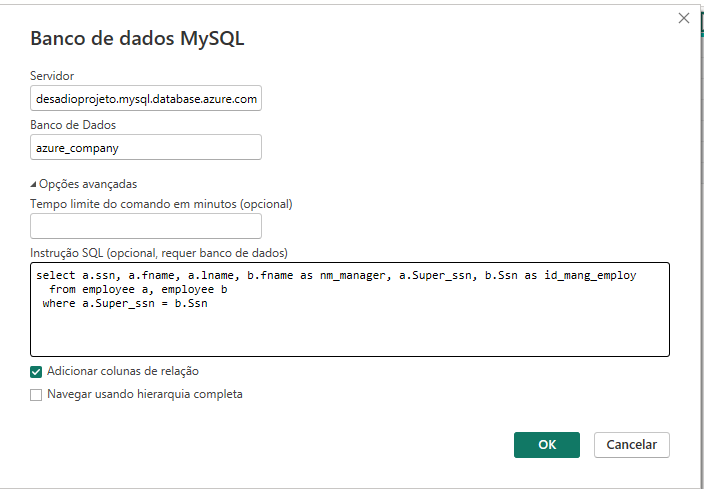 Banco de dados MySQL
Servidor
desadioprojeto.mysql.database.azure.com
Banco de Dados
azure_company
Opções avançadas
Tempo limite do comando em minutos (opcional)
Instrução SQL (opcional, requer banco de dados)
select a.ssn, a.fname, a.lname, b.fname as nm_manager, a.Super_ssn, b.Ssn as id_mang_employ
from employee a, employee b
where a.Super_ssn = b.Ssn
Adicionar colunas de relação
Navegar usando hierarquia completa
OK
Cancelar